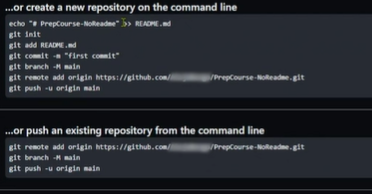 ...or create a new repository on the command line
echo "# PrepCourse-NoReadme" >> README.md
git init
git add README.md
git commit -m "first commit"
git branch -M main
git remote add origin https://github.com/ /PrepCourse-NoReadme.git
git push -u origin main
...or push an existing repository from the command line
git remote add origin https://github.com/ /PrepCourse-NoReadme.git
git branch -M main
git push -u origin main